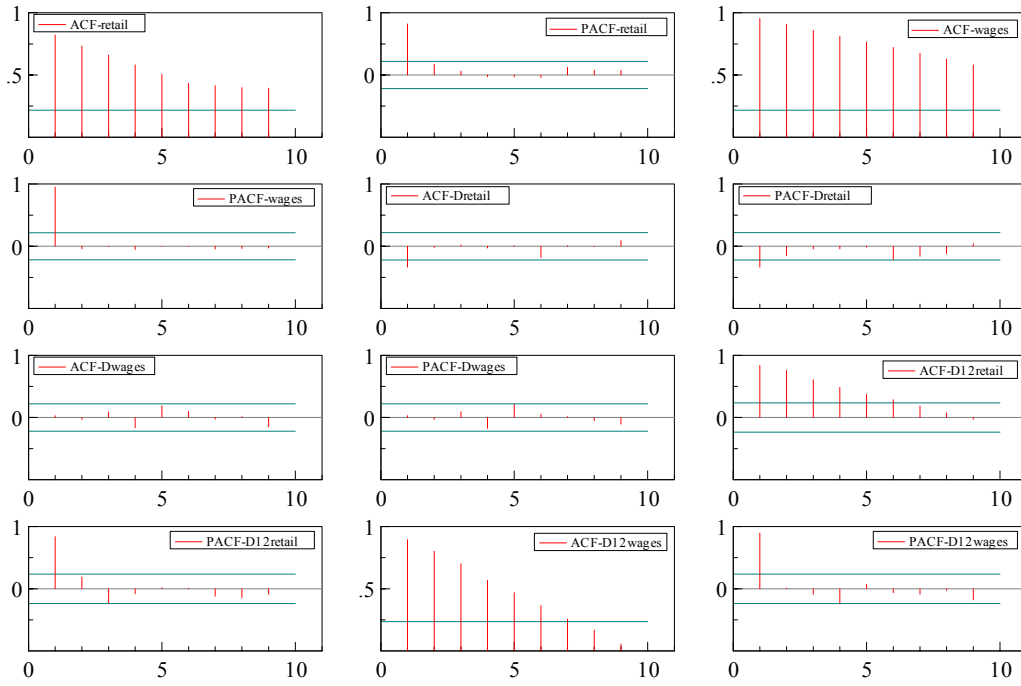 1 ACF-retail PACF-retail 1 ACF-wages
.5 0 .5
0 5 10 0 5 10 0 5 10
1 PACF-wages 1 ACF-Dretail 1 PACF-Dretail
0 0 0
0 5 10 0 5 10 0 5 10
1 ACF-Dwages 1 PACF-Dwages 1 ACF-D12retail
0 0 0
0 5 10 0 5 10 0 5 10
1 PACF-D12retail 1 ACF-D12wages 1 PACF-D12wages
0 .5 0
0 5 10 0 5 10 0 5 10